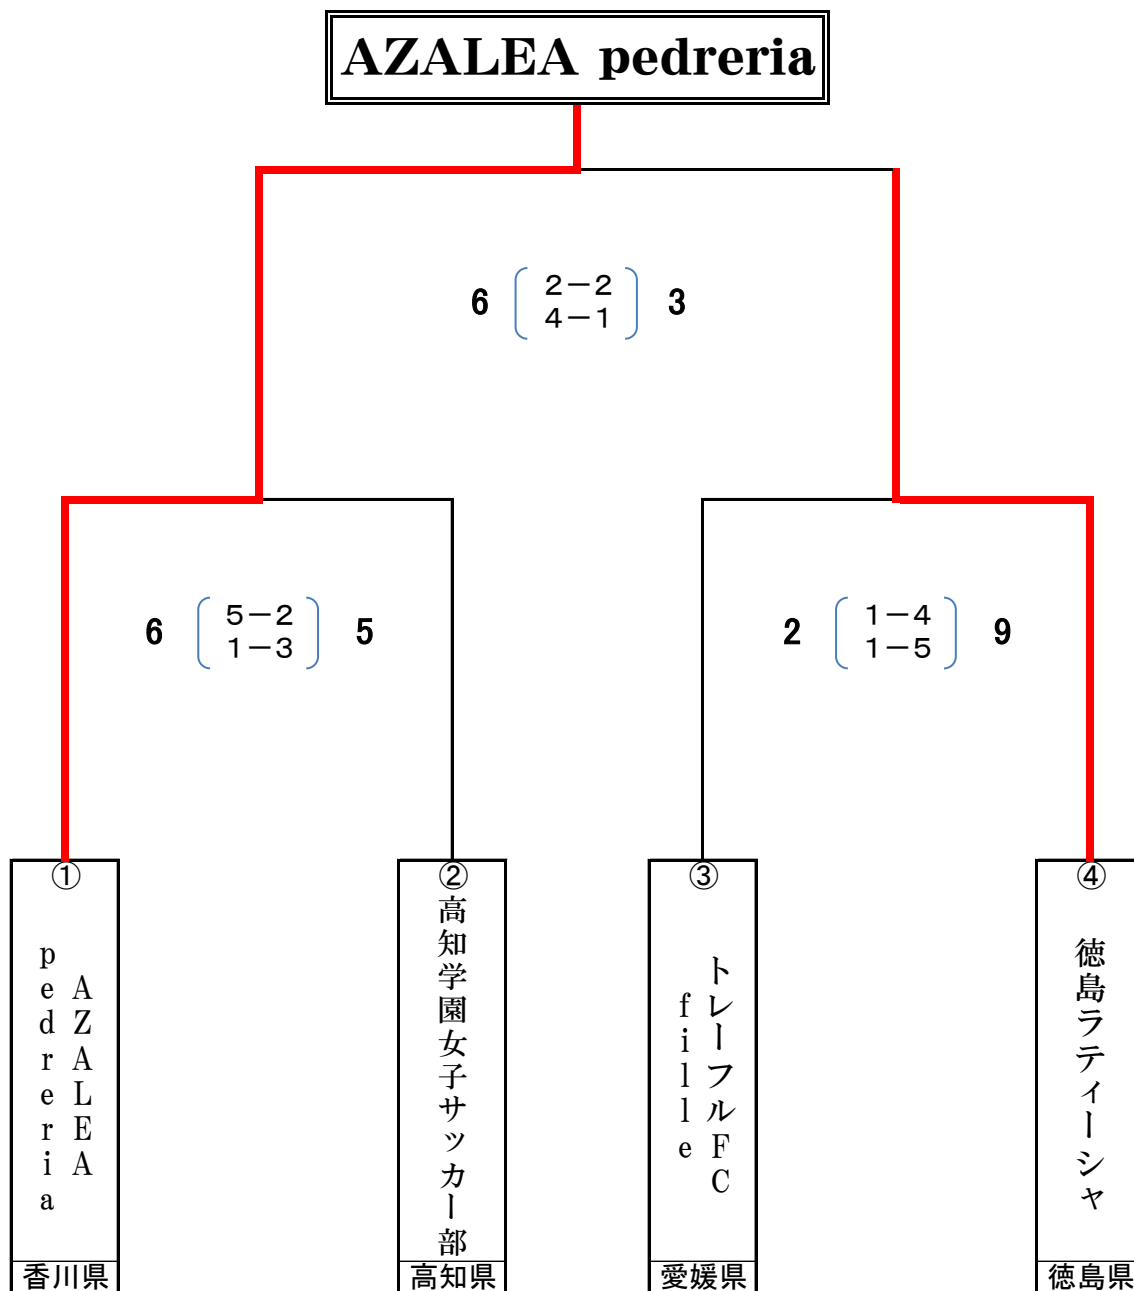 AZALEA pedreria
6 2－2 3
4－1
6 5－2 5
1－3
2 1－4 9
1－5
①
AZALEA
pedreria
香川県
②
高知学園女子サッカー部
高知県
③
トレーフルFC
fille
愛媛県
④
徳島ラティーシャ
徳島県